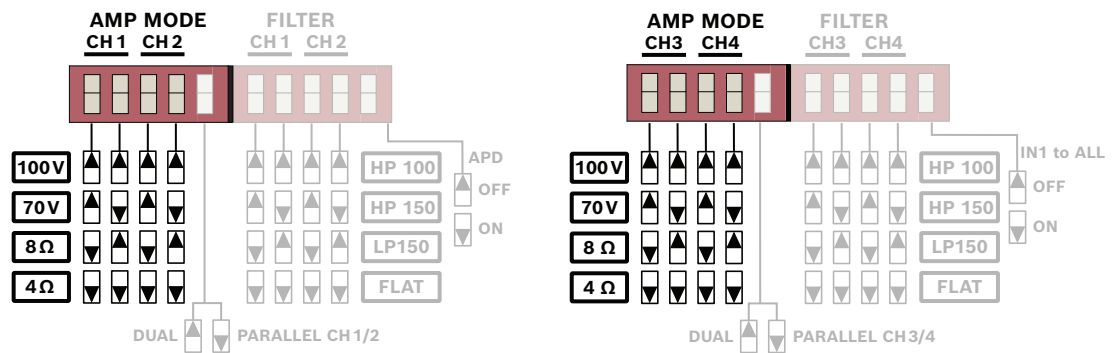 AMP MODE FILTER
CH 1 CH 2 CH 1 CH 2
100 V HP 100 APD
OFF
70 V HP 150
ON
8 Ω LP150
4 Ω FLAT
DUAL PARALLEL CH 1/2
AMP MODE FILTER
CH3 CH4 CH3 CH4
100 V HP 100 IN1 to ALL
OFF
70 V HP 150
ON
8 Ω LP150
4 Ω FLAT
DUAL PARALLEL CH 3/4